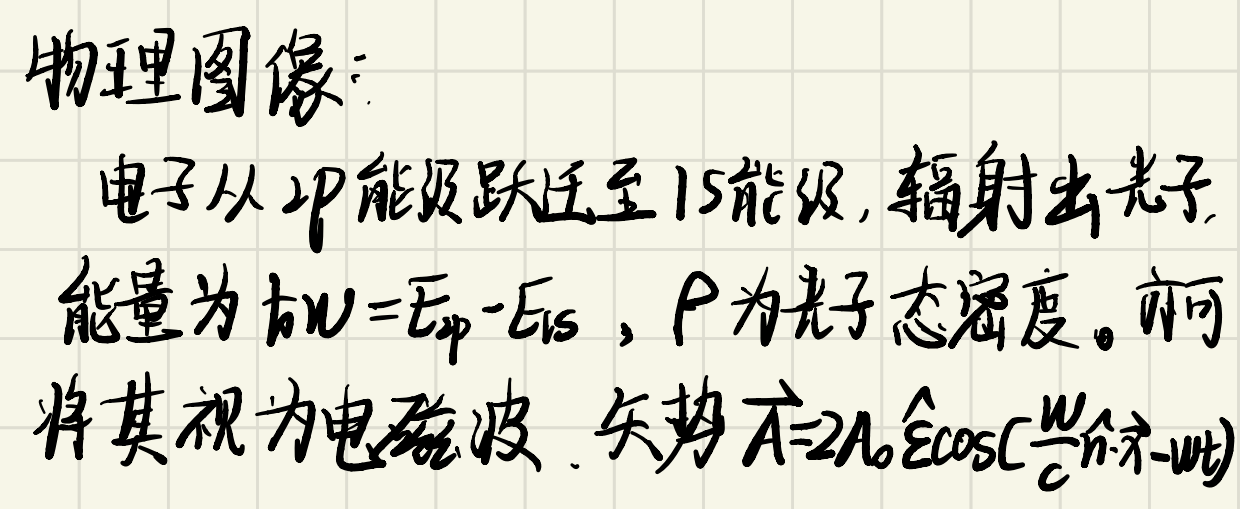 物理图像:
电子从2p能级跃迁至1s能级,辐射出光子.
能量为ℏω=E₂ₚ-E₁ₛ,ρ为光子态密度。亦可
将其视为电磁波.矢势 A⃗=2A₀ε̂cos(ω/c n̂·x⃗-ωt)